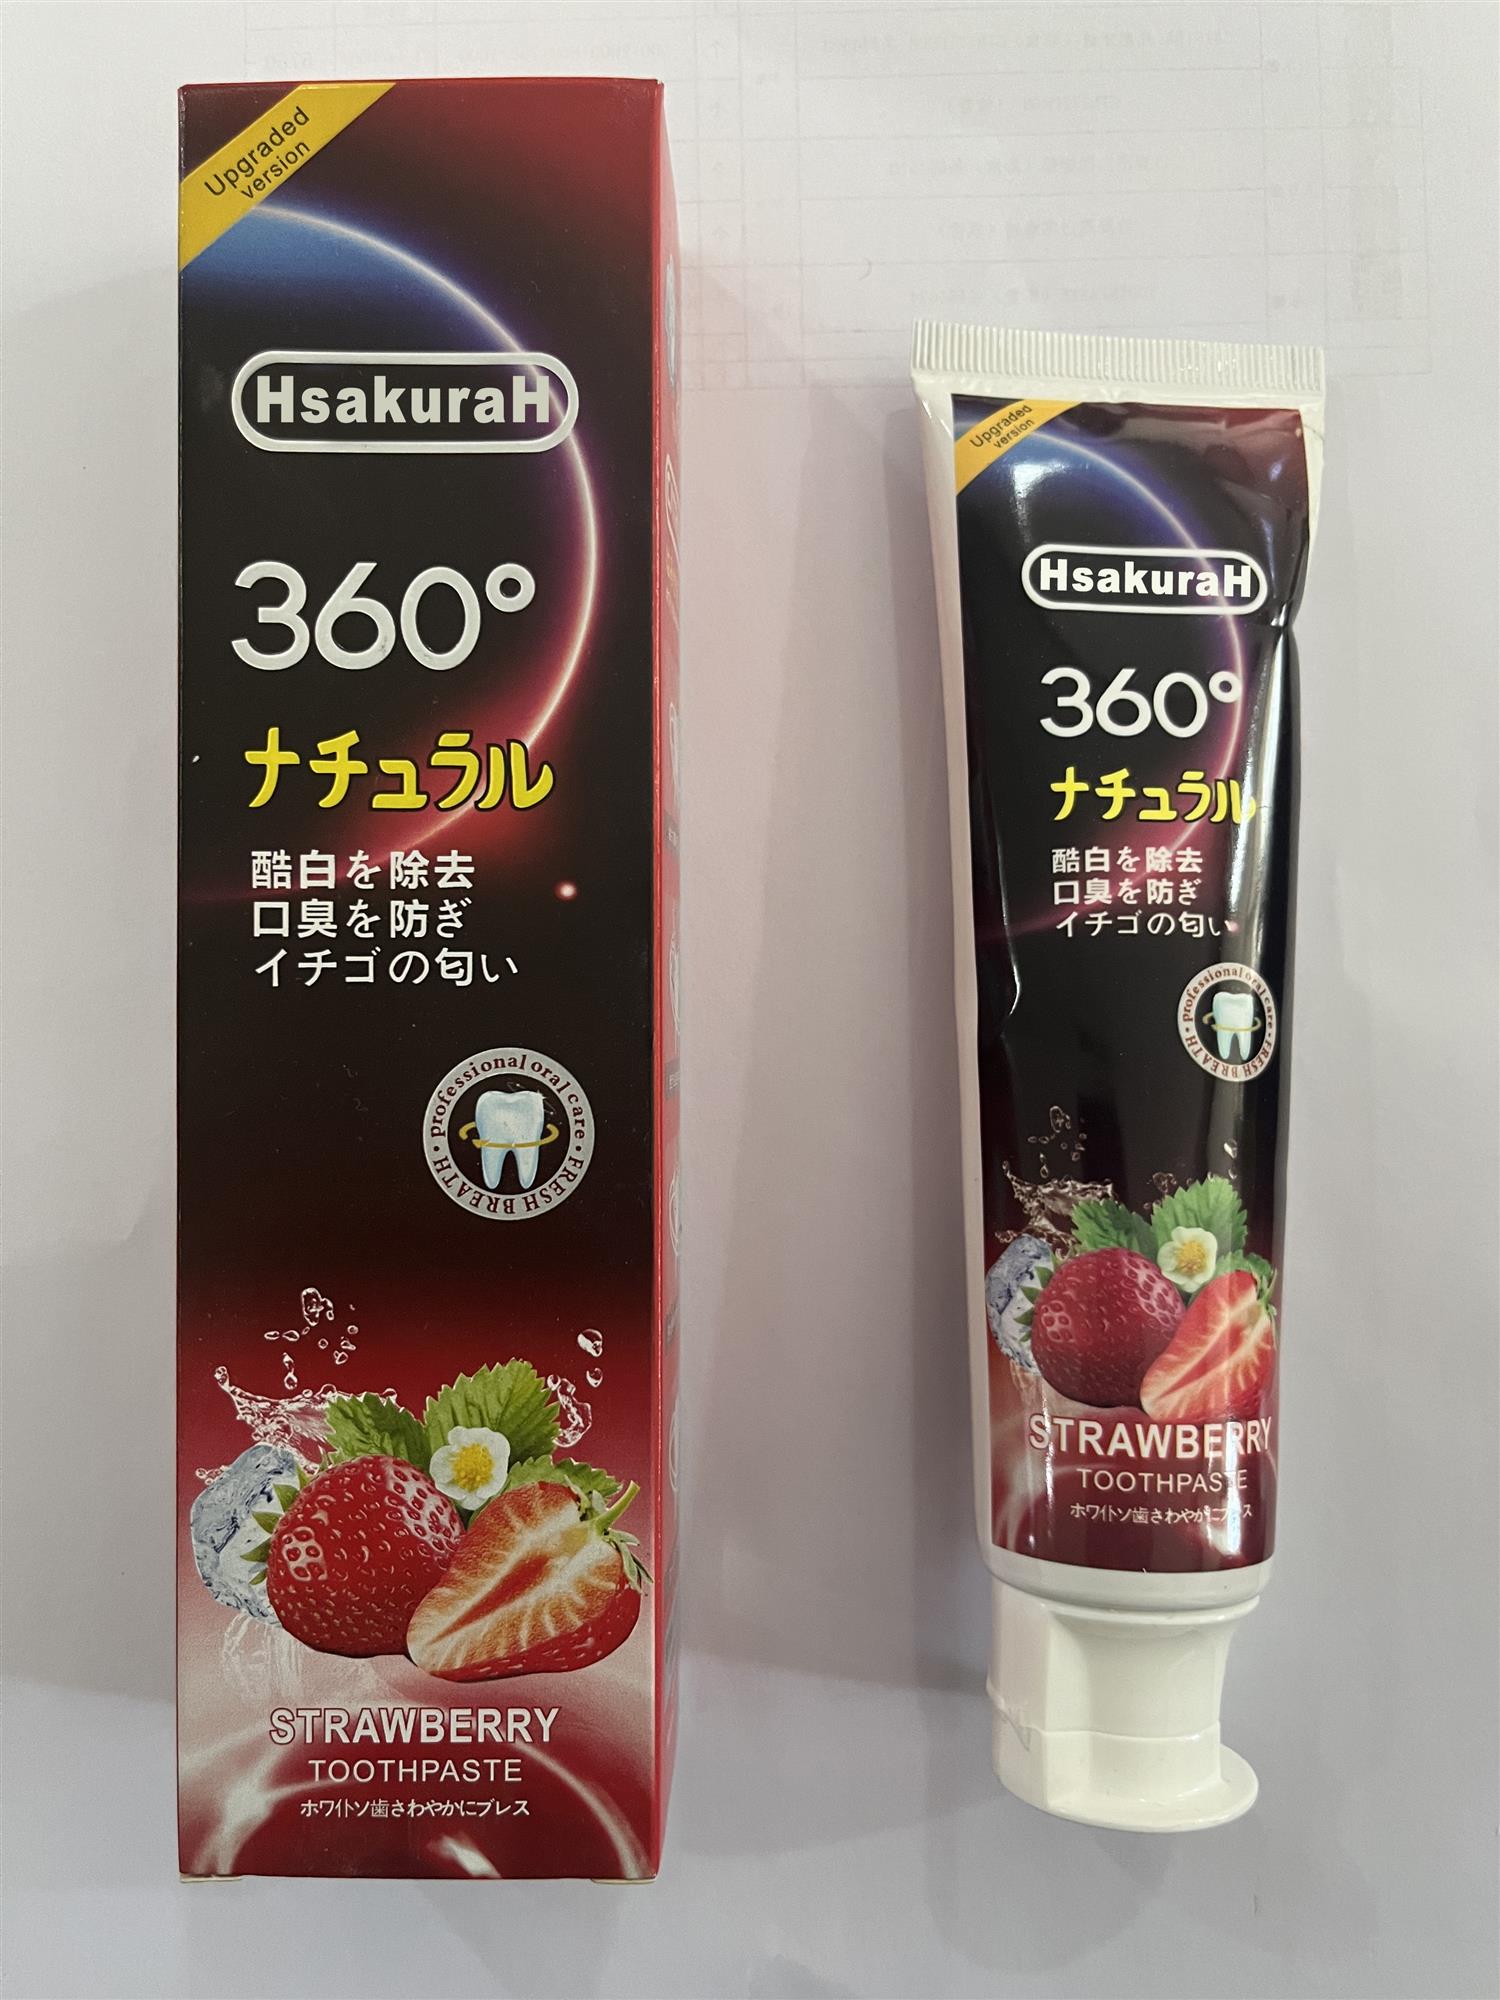 Upgraded
version
HsakuraH
360°
ナチュラル
酷白を除去
口臭を防ぎ
イチゴの匂い
professional oral care • FRESH BREATH •
STRAWBERRY
TOOTHPASTE
ホワイトソ歯さわやかにブレス
Upgraded
version
HsakuraH
360°
ナチュラル
酷白を除去
口臭を防ぎ
イチゴの匂い
professional oral care • FRESH BREATH •
STRAWBERRY
TOOTHPASTE
ホワイトソ歯さわやかにブレス